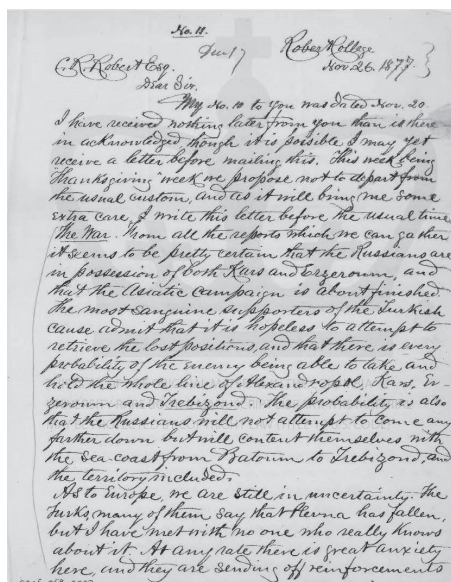 No. 11.
Dec 17
Robert College
Nov. 26. 1877.
C. R. Robert Esq.
Dear Sir.
My No. 10 to you was dated Nov. 20.
I have received nothing later from you than is there
in acknowledged though it is possible I may yet
receive a letter before mailing this. This week being
"Thanksgiving" week we propose not to depart from
the usual custom, and as it will bring me some
extra care, I write this letter before the usual time
The War. From all the reports which we can gather
it seems to be pretty certain that the Russians are
in possession of both Kars and Erzeroum, and
that the Asiatic Campaign is about finished.
The most sanguine supporters of the Turkish
cause admit that it is hopeless to attempt to
retrieve the lost positions, and that there is every
probability of the enemy being able to take and
hold the whole line of Alexandropol, Kars, Er-
zeroum and Trebizond. The probability is also
that the Russians will not attempt to come any
farther down but will content themselves with
the sea coast from Batoum to Trebizond, and
the territory included.
As to Europe, we are still in uncertainty. The
Turks, many of them say that Plevna has fallen,
but I have met with no one who really knows
about it. At any rate there is great anxiety
here, and they are sending off reinforcements